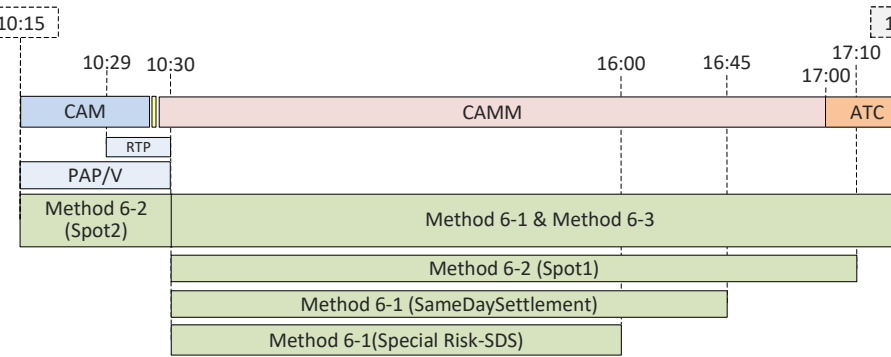 10:15
1
17:10
10:29 10:30 16:00 16:45
17:00
CAM CAMM ATC
RTP
PAP/V
Method 6-2
(Spot2)
Method 6-1 & Method 6-3
Method 6-2 (Spot1)
Method 6-1 (SameDaySettlement)
Method 6-1(Special Risk-SDS)